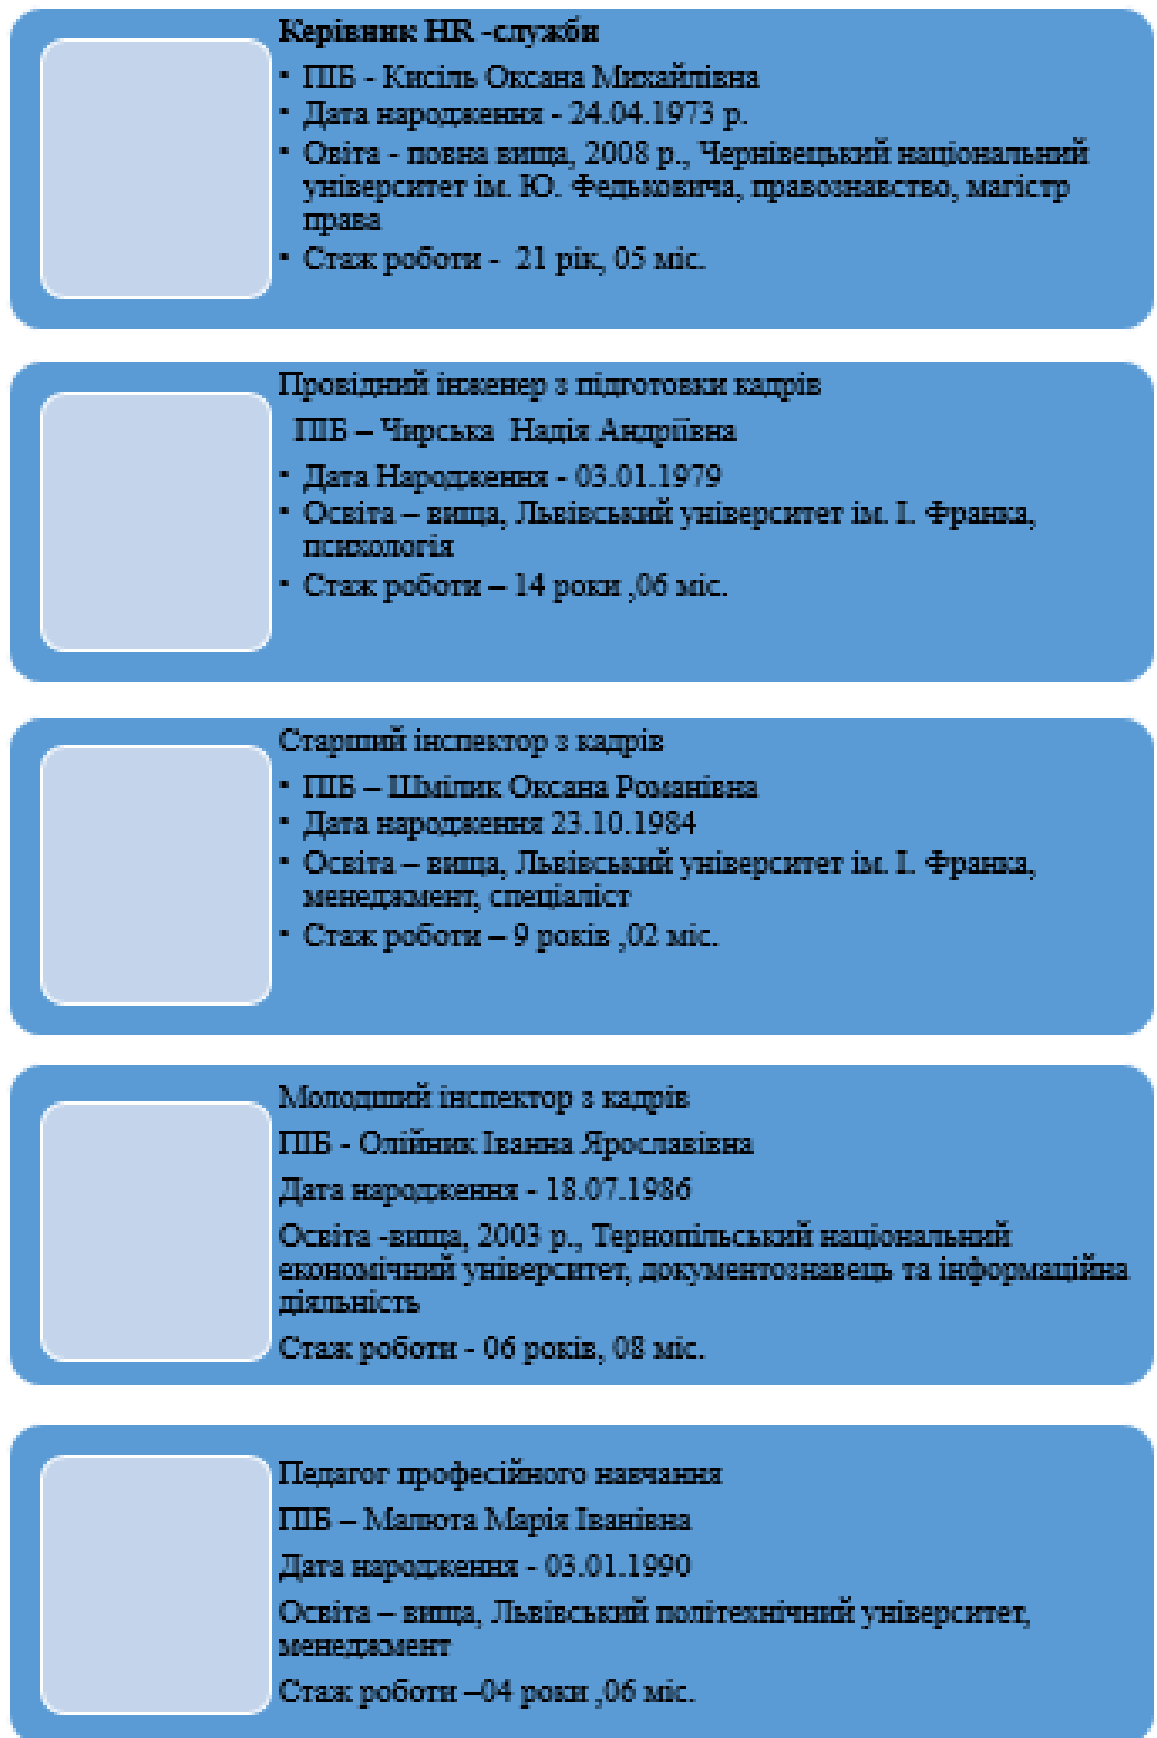 Керівник HR -служби
• ПІБ - Кисіль Оксана Михайлівна
• Дата народження - 24.04.1973 р.
• Овіта - повна вища, 2008 р., Чернівецький національний
університет ім. Ю. Федьковича, правознавство, магістр
права
• Стаж роботи - 21 рік, 05 міс.
Провідний інженер з підготовки кадрів
ПІБ – Чирська Надія Андріївна
• Дата Народження - 03.01.1979
• Освіта – вища, Львівський університет ім. І. Франка,
психологія
• Стаж роботи – 14 роки ,06 міс.
Старший інспектор з кадрів
• ПІБ – Шмілик Оксана Романівна
• Дата народження 23.10.1984
• Освіта – вища, Львівський університет ім. І. Франка,
менеджмент, спеціаліст
• Стаж роботи – 9 років ,02 міс.
Молодший інспектор з кадрів
ПІБ - Олійник Іванна Ярославівна
Дата народження - 18.07.1986
Освіта -вища, 2003 р., Тернопільський національний
економічний університет, документознавець та інформаційна
діяльність
Стаж роботи - 06 років, 08 міс.
Педагог професійного навчання
ПІБ – Малюта Марія Іванівна
Дата народження - 03.01.1990
Освіта – вища, Львівський політехнічний університет,
менеджмент
Стаж роботи –04 роки ,06 міс.